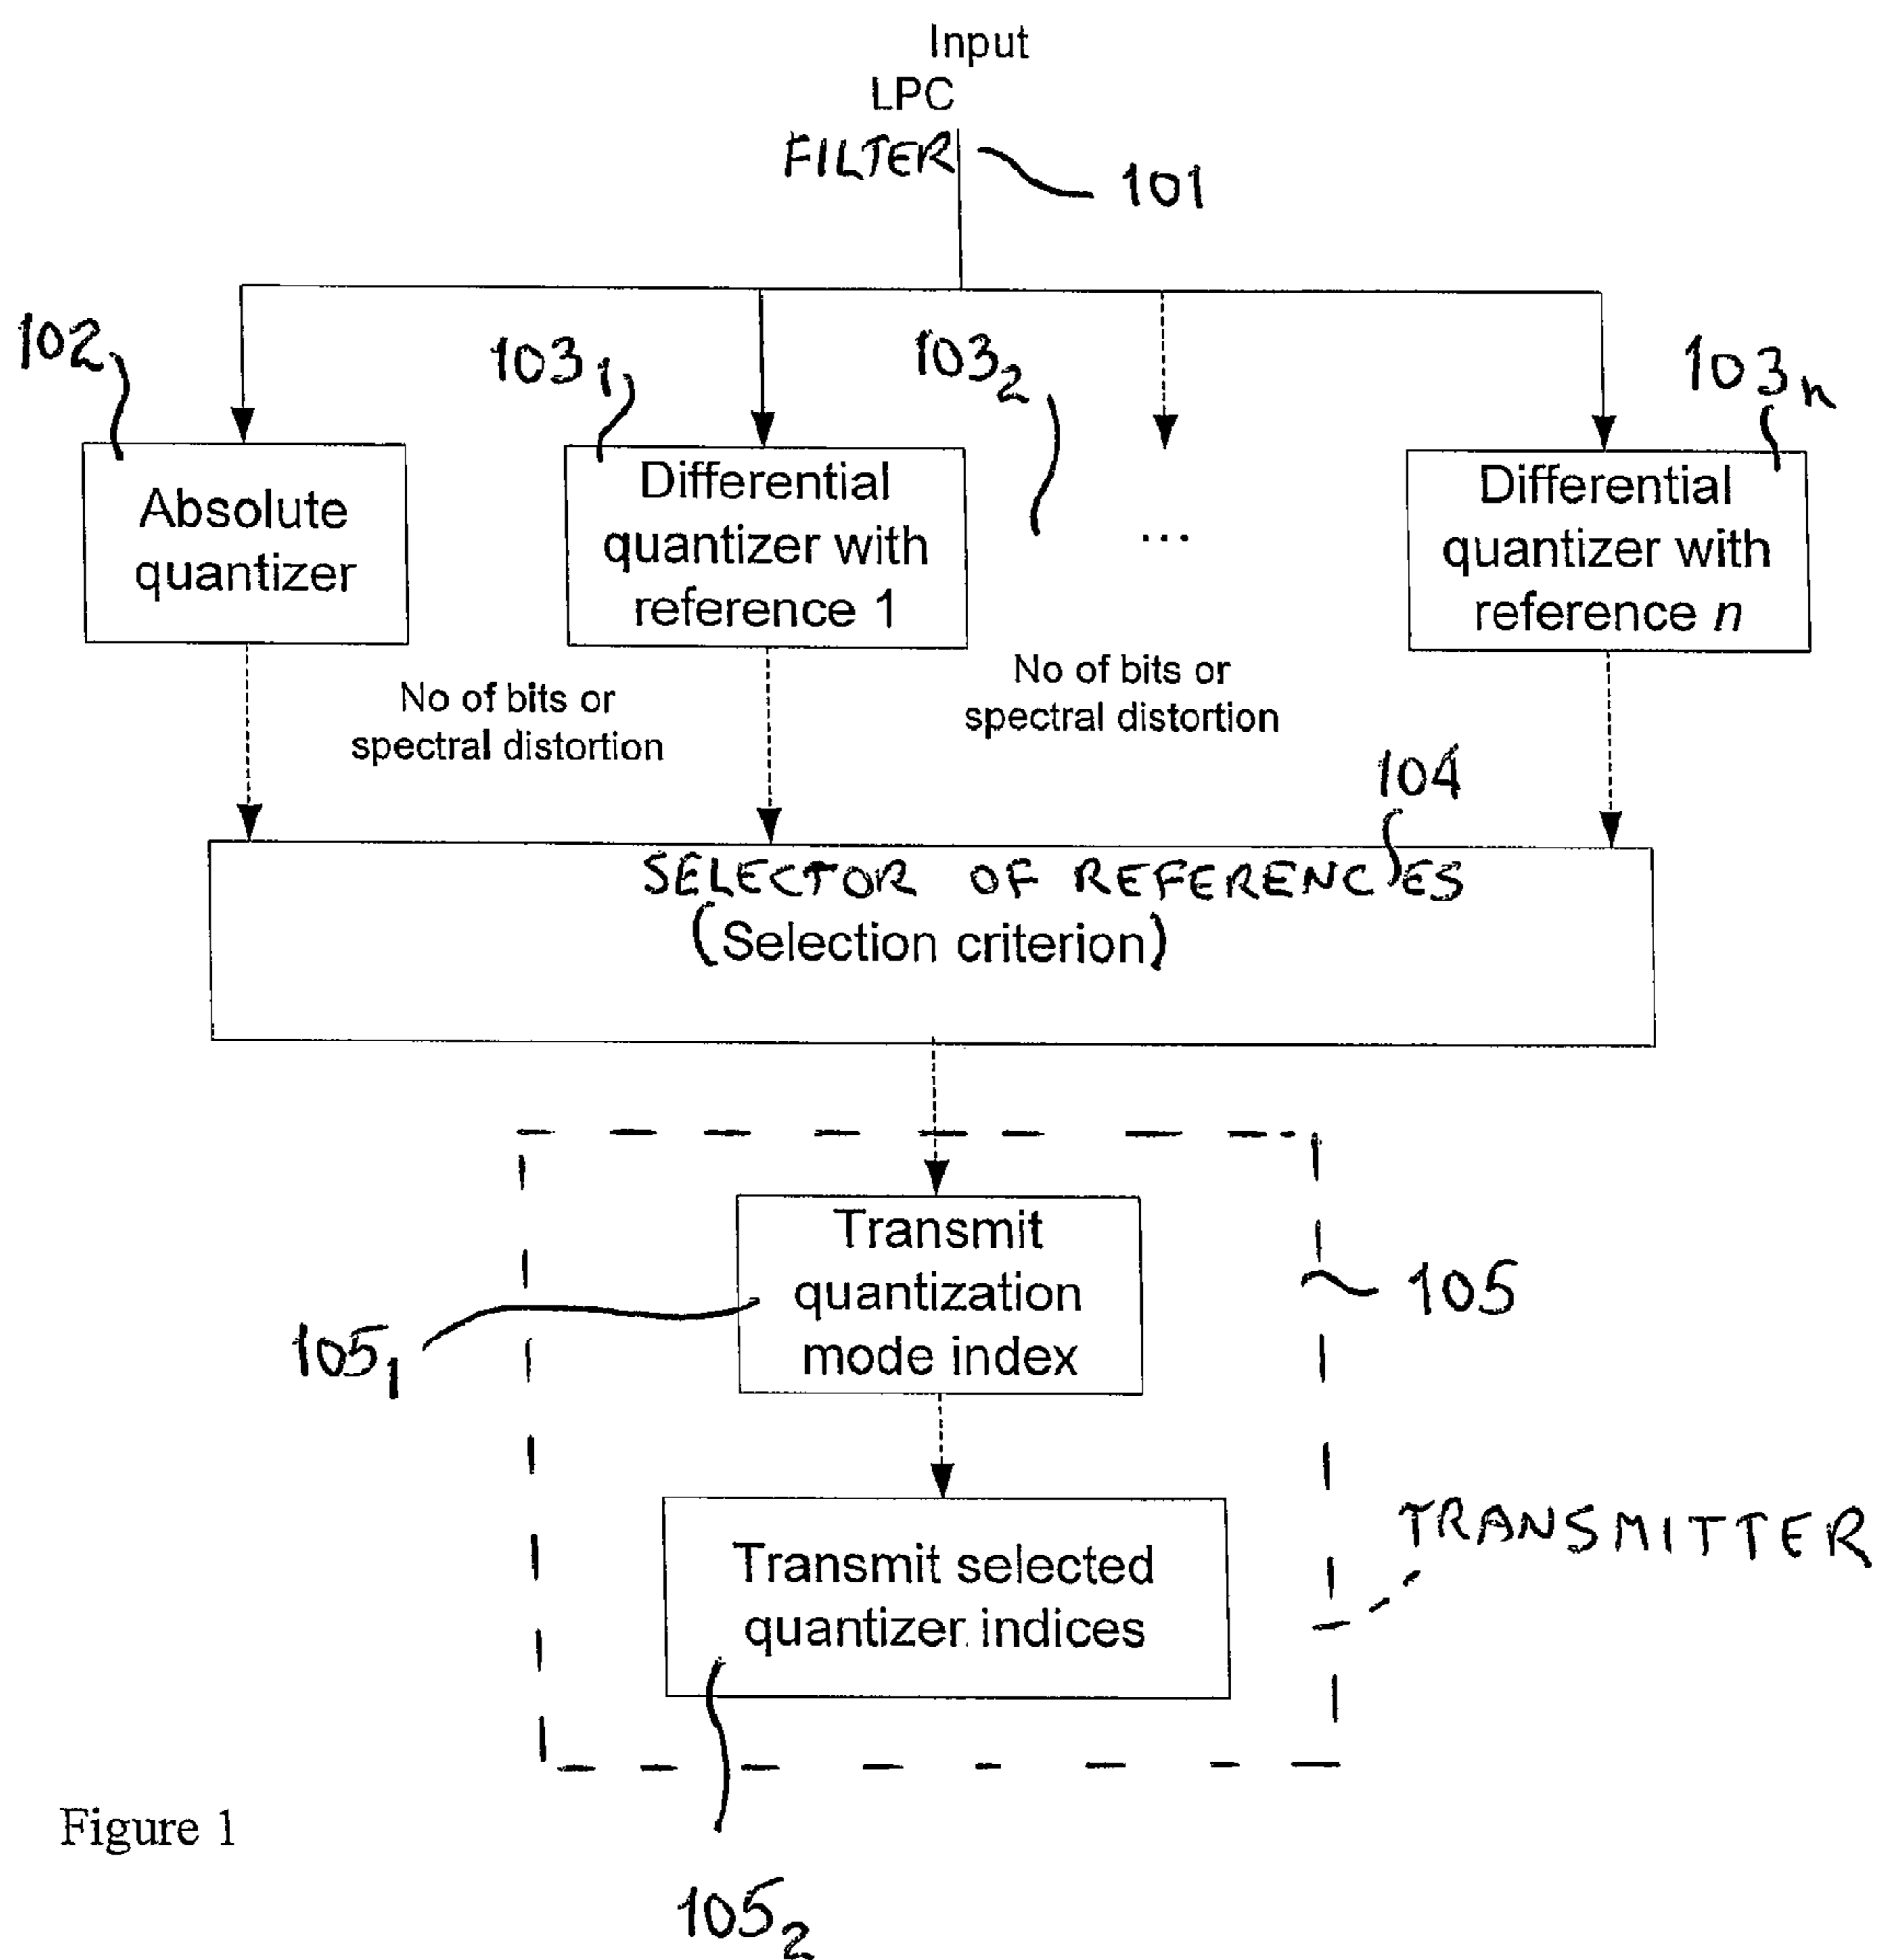 Input
LPC
FILTER
101
102
103₁
103₂
103n
Absolute
quantizer
Differential
quantizer with
reference 1
...
Differential
quantizer with
reference n
No of bits or
spectral distortion
No of bits or
spectral distortion
104
SELECTOR OF REFERENCES
(Selection criterion)
Transmit
quantization
mode index
105
105₁
Transmit selected
quantizer indices
TRANSMITTER
Figure 1
105₂